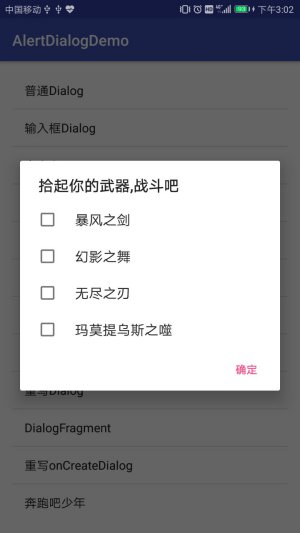 中国移动 下午3:02
AlertDialogDemo
普通Dialog
输入框Dialog
拾起你的武器,战斗吧
暴风之剑
幻影之舞
无尽之刃
玛莫提乌斯之噬
确定
重写Dialog
DialogFragment
重写onCreateDialog
奔跑吧少年